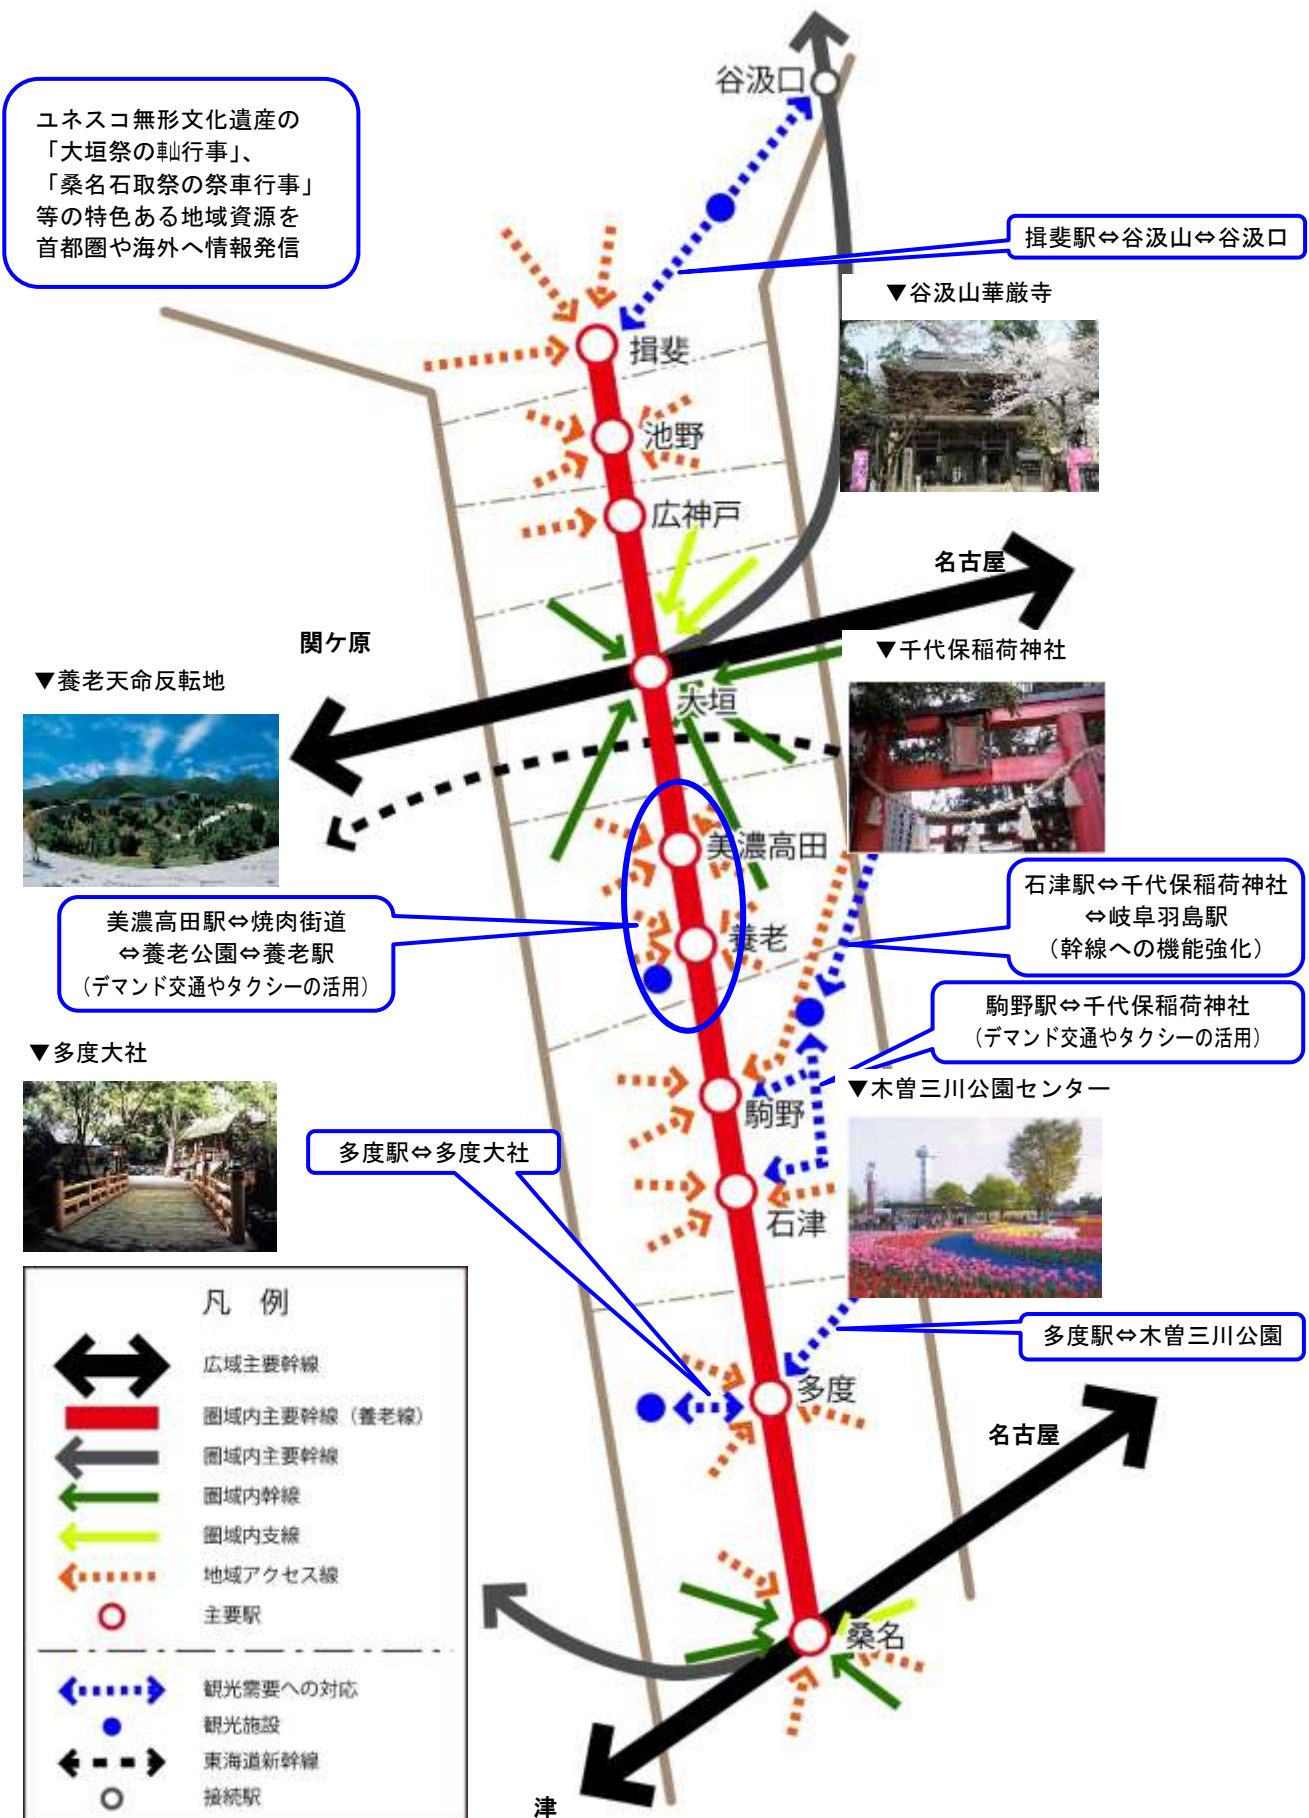 谷汲口
ユネスコ無形文化遺産の
「大垣祭の軕行事」、
「桑名石取祭の祭車行事」
等の特色ある地域資源を
首都圏や海外へ情報発信
揖斐駅⇔谷汲山⇔谷汲口
▼谷汲山華厳寺
揖斐
池野
広神戸
名古屋
関ケ原
▼千代保稲荷神社
▼養老天命反転地
大垣
美濃高田
石津駅⇔千代保稲荷神社
⇔岐阜羽島駅
(幹線への機能強化)
美濃高田駅⇔焼肉街道
⇔養老公園⇔養老駅
(デマンド交通やタクシーの活用)
養老
駒野駅⇔千代保稲荷神社
(デマンド交通やタクシーの活用)
▼多度大社
▼木曽三川公園センター
駒野
多度駅⇔多度大社
石津
凡 例
広域主要幹線
圏域内主要幹線(養老線)
圏域内主要幹線
圏域内幹線
圏域内支線
地域アクセス線
主要駅
観光需要への対応
観光施設
東海道新幹線
接続駅
多度駅⇔木曽三川公園
多度
名古屋
桑名
津